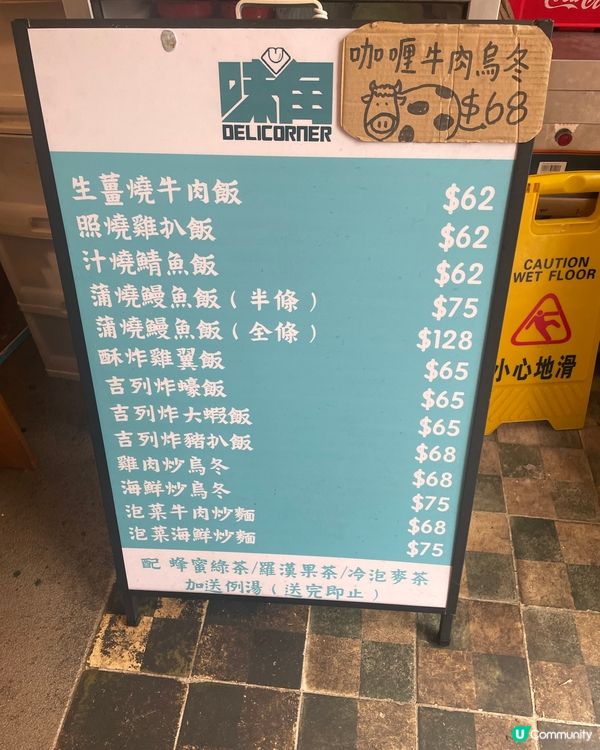 味角
DELICORNER
咖喱牛肉烏冬
$68
生薑燒牛肉飯 $62
照燒雞扒飯 $62
汁燒鯖魚飯 $62
蒲燒鰻魚飯（半條） $75
蒲燒鰻魚飯（全條） $128
酥炸雞翼飯 $65
吉列炸蠔飯 $65
吉列炸大蝦飯 $65
吉列炸豬扒飯 $68
雞肉炒烏冬 $68
海鮮炒烏冬 $75
泡菜牛肉炒麵 $68
泡菜海鮮炒麵 $75
配 蜂蜜綠茶/羅漢果茶/冷泡麥茶
加送例湯（送完即止）
CAUTION
WET FLOOR
小心地滑
U Community